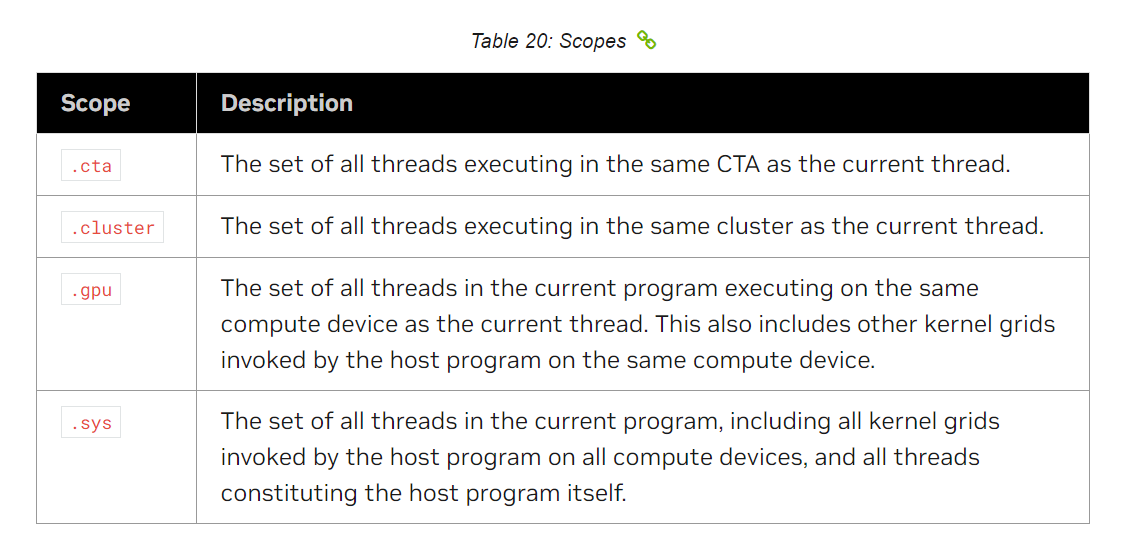 Table 20: Scopes
Scope Description
.cta The set of all threads executing in the same CTA as the current thread.
.cluster The set of all threads executing in the same cluster as the current thread.
.gpu The set of all threads in the current program executing on the same
compute device as the current thread. This also includes other kernel grids
invoked by the host program on the same compute device.
.sys The set of all threads in the current program, including all kernel grids
invoked by the host program on all compute devices, and all threads
constituting the host program itself.